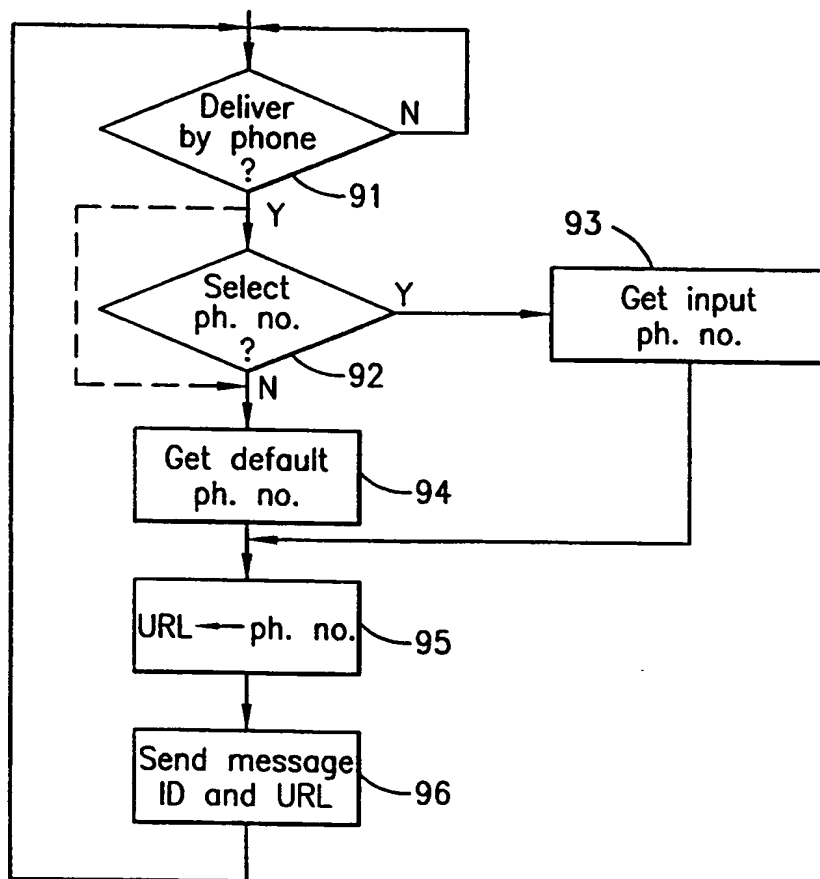 Deliver
by phone
?
N
91
Y
93
Select
ph. no.
?
Y
92
N
Get input
ph. no.
Get default
ph. no.
94
URL ← ph. no.
95
Send message
ID and URL
96